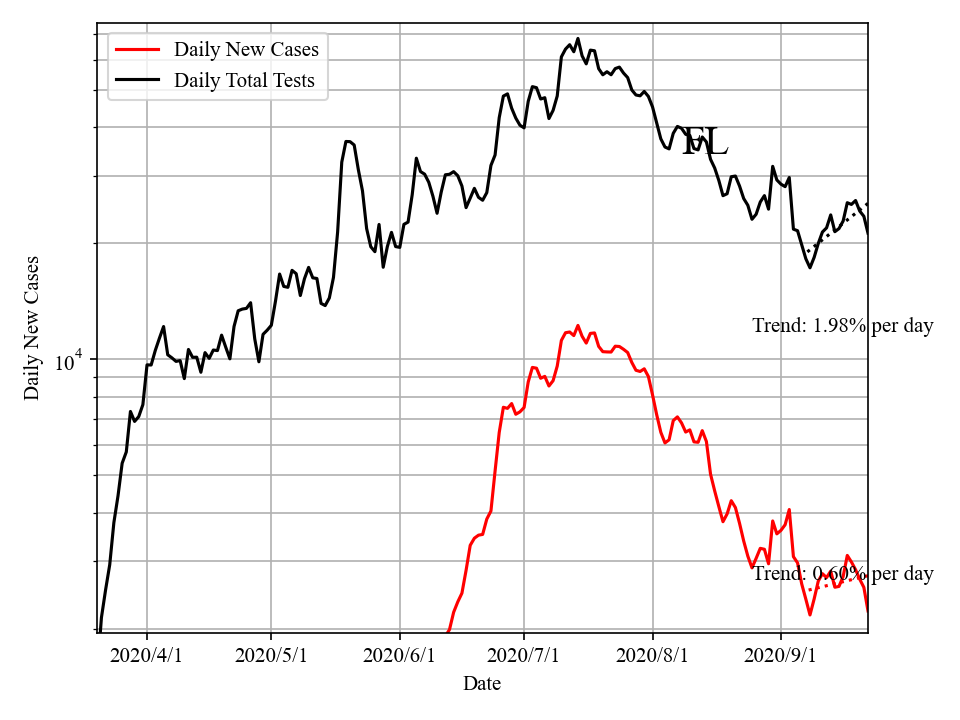 Daily New Cases
Daily Total Tests
FL
Daily New Cases
10^4
Trend: 1.98% per day
Trend: 0.60% per day
2020/4/1 2020/5/1 2020/6/1 2020/7/1 2020/8/1 2020/9/1
Date